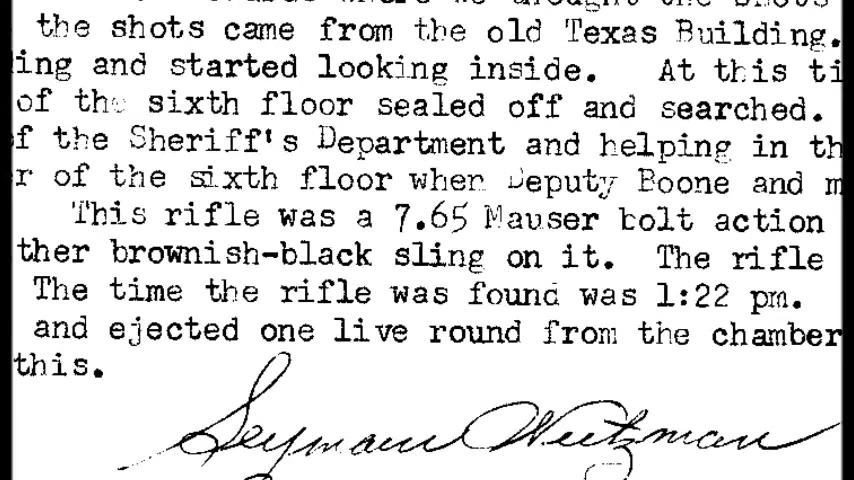 the shots
the shots came from the old Texas Building.
ing and started looking inside. At this ti
of the sixth floor sealed off and searched.
f the Sheriff's Department and helping in th
r of the sixth floor when Deputy Boone and m
This rifle was a 7.65 Mauser bolt action
ther brownish-black sling on it. The rifle
The time the rifle was found was 1:22 pm.
and ejected one live round from the chamber
this.
Seymour Weitzman